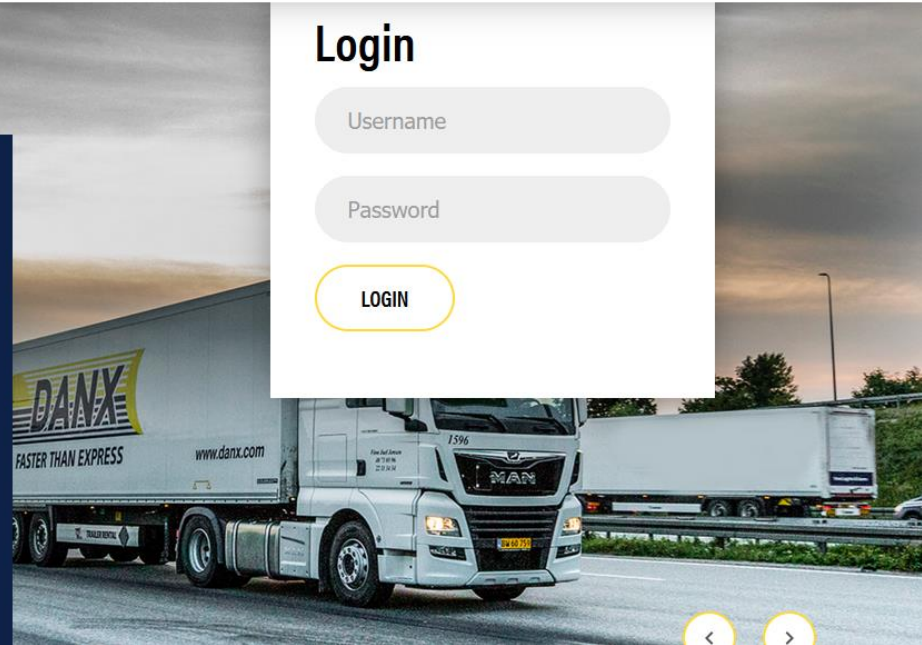 Login
Username
Password
LOGIN
DANX
FASTER THAN EXPRESS
www.danx.com
1596
MAN
TRAILER RENTAL